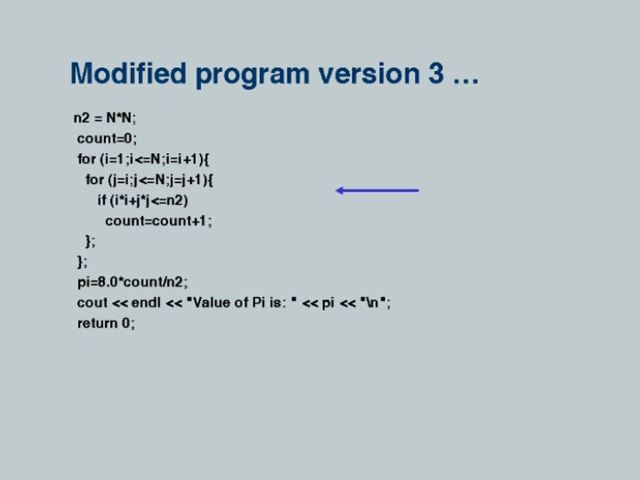 Modified program version 3 …
n2 = N*N;
count=0;
for (i=1;i<=N;i=i+1){
for (j=i;j<=N;j=j+1){
if (i*i+j*j<=n2)
count=count+1;
};
};
pi=8.0*count/n2;
cout << endl << "Value of Pi is: " << pi << "\n";
return 0;